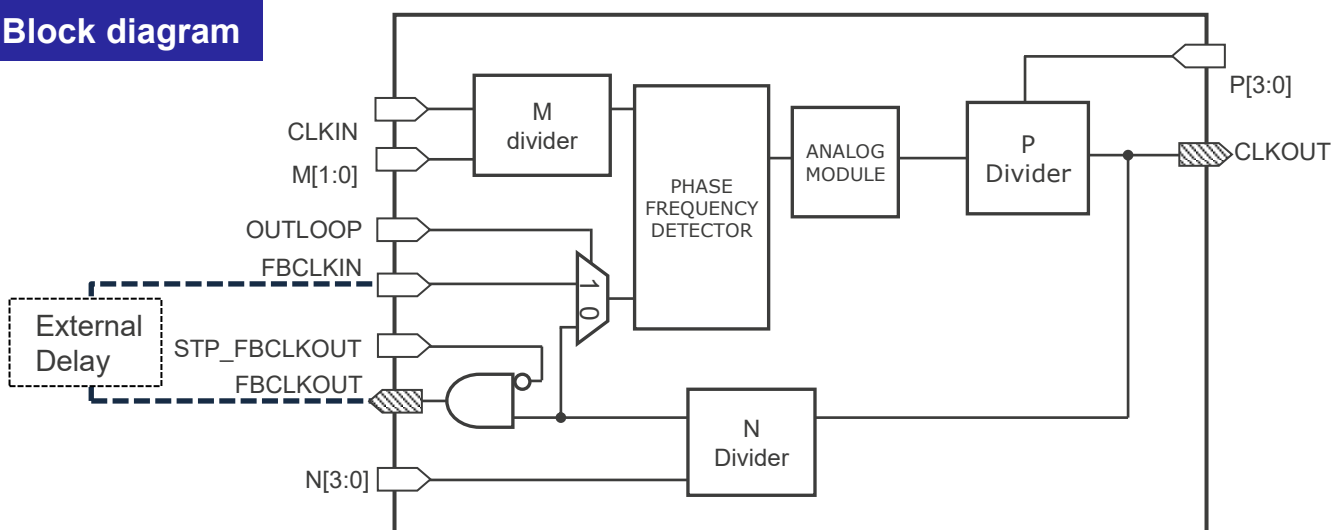 Block diagram
P[3:0]
CLKIN
M
divider
M[1:0]
ANALOG
MODULE
P
Divider
CLKOUT
PHASE
FREQUENCY
DETECTOR
OUTLOOP
FBCLKIN
1 0
External
Delay
STP_FBCLKOUT
FBCLKOUT
N
Divider
N[3:0]